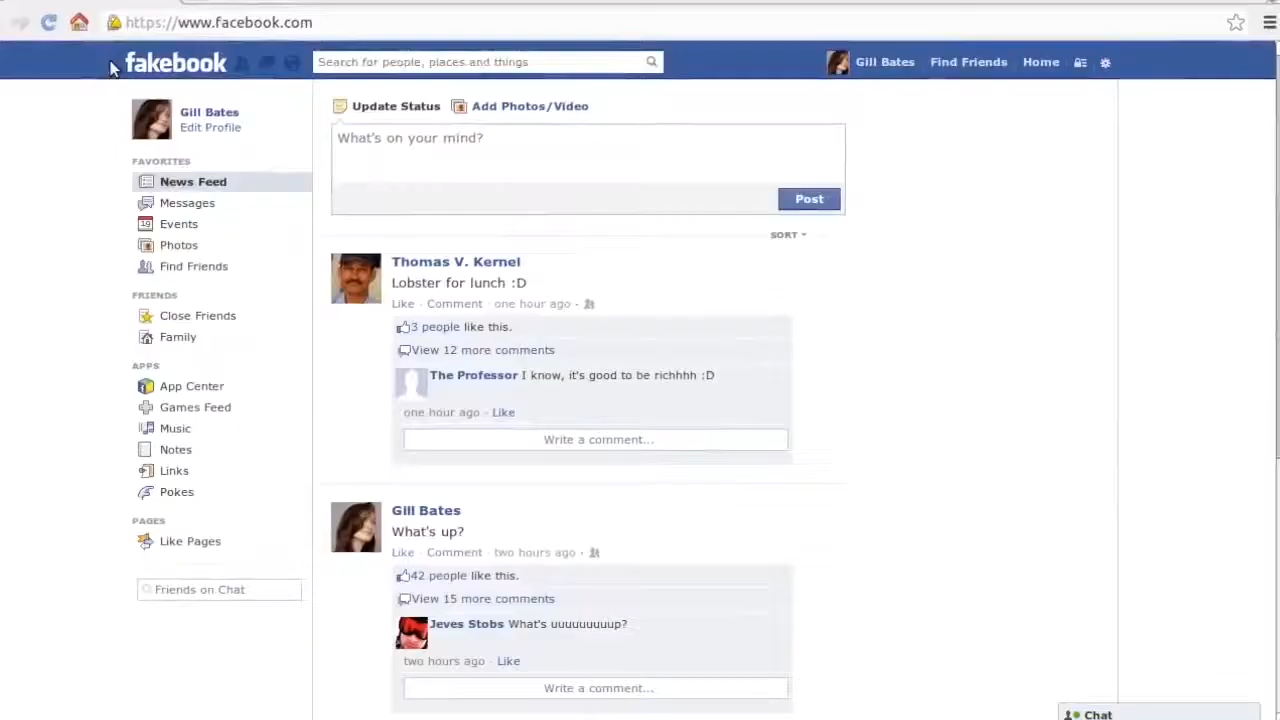 https://www.facebook.com
fakebook
Search for people, places and things
Gill Bates
Find Friends
Home
Gill Bates
Edit Profile
FAVORITES
News Feed
Messages
19
Events
Photos
Find Friends
FRIENDS
Close Friends
Family
APPS
App Center
Games Feed
Music
Notes
Links
Pokes
PAGES
Like Pages
Friends on Chat
Update Status Add Photos/Video
What's on your mind?
Post
SORT
Thomas V. Kernel
Lobster for lunch :D
Like · Comment · one hour ago ·
3 people like this.
View 12 more comments
The Professor I know, it's good to be richhhh :D
one hour ago · Like
Write a comment...
Gill Bates
What's up?
Like · Comment · two hours ago ·
42 people like this.
View 15 more comments
Jeves Stobs What's uuuuuuuuup?
two hours ago · Like
Write a comment...
Chat